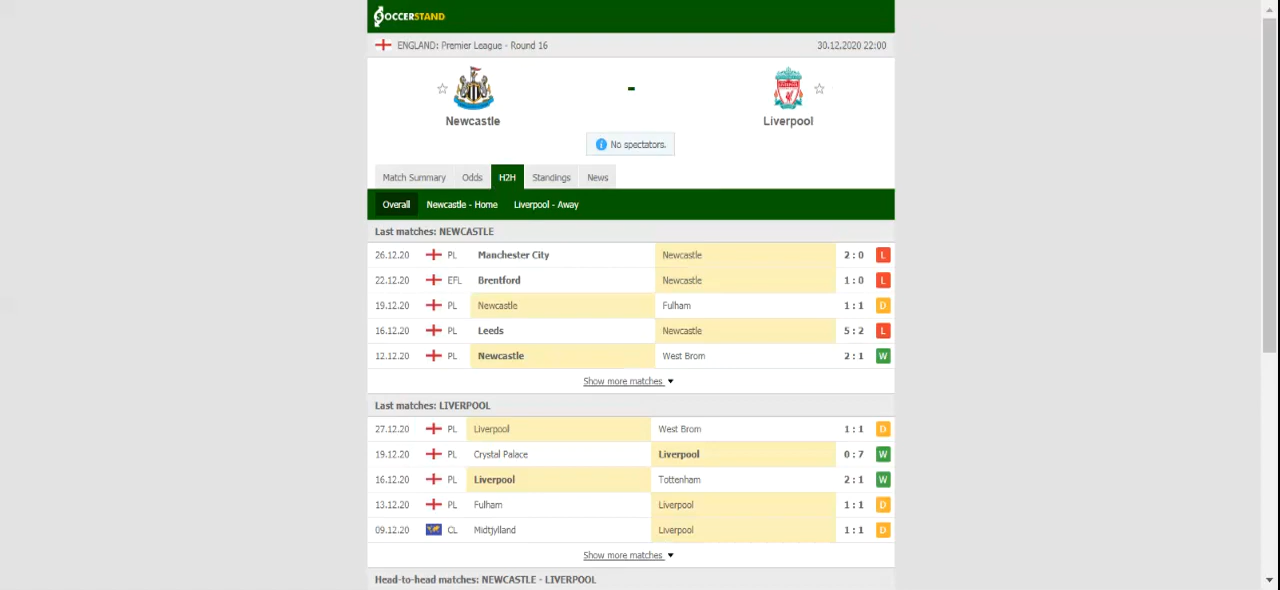 SOCCERSTAND
ENGLAND: Premier League - Round 16 30.12.2020 22:00
Newcastle - Liverpool
No spectators.
Match Summary Odds H2H Standings News
Overall Newcastle - Home Liverpool - Away
Last matches: NEWCASTLE
26.12.20 PL Manchester City Newcastle 2 : 0 L
22.12.20 EFL Brentford Newcastle 1 : 0 L
19.12.20 PL Newcastle Fulham 1 : 1 D
16.12.20 PL Leeds Newcastle 5 : 2 L
12.12.20 PL Newcastle West Brom 2 : 1 W
Show more matches
Last matches: LIVERPOOL
27.12.20 PL Liverpool West Brom 1 : 1 D
19.12.20 PL Crystal Palace Liverpool 0 : 7 W
16.12.20 PL Liverpool Tottenham 2 : 1 W
13.12.20 PL Fulham Liverpool 1 : 1 D
09.12.20 CL Midtjylland Liverpool 1 : 1 D
Show more matches
Head-to-head matches: NEWCASTLE - LIVERPOOL